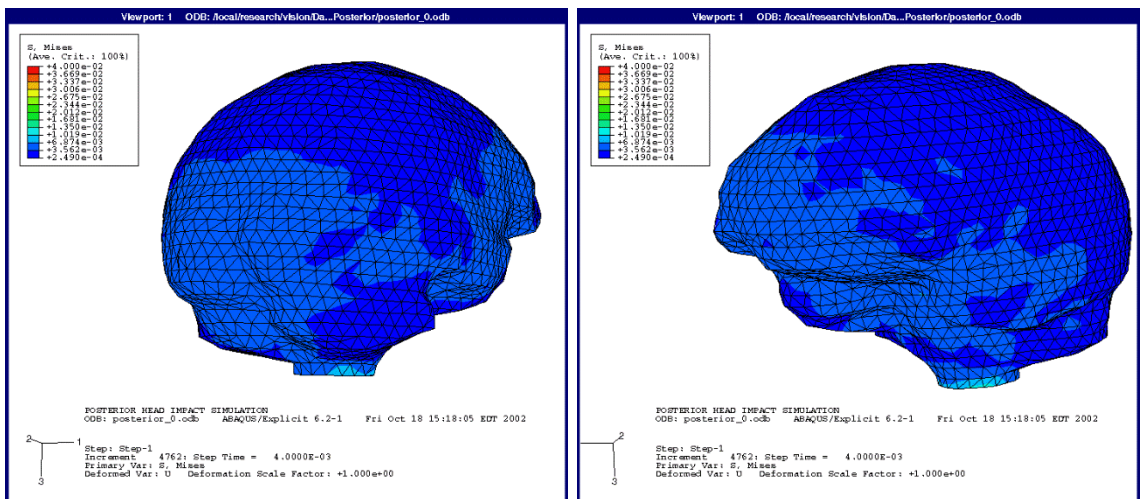 Viewport: 1 ODB: /local/research/vision/Da...Posterior/posterior_0.odb
S, Mises
(Ave. Crit.: 100%)
+4.000e-02
+3.669e-02
+3.337e-02
+3.006e-02
+2.675e-02
+2.344e-02
+2.012e-02
+1.681e-02
+1.350e-02
+1.019e-02
+6.874e-03
+3.562e-03
+2.490e-04
POSTERIOR HEAD IMPACT SIMULATION
ODB: posterior_0.odb ABAQUS/Explicit 6.2-1 Fri Oct 18 15:18:05 EDT 2002
2
1
3
Step: Step-1
Increment 4762: Step Time = 4.0000E-03
Primary Var: S, Mises
Deformed Var: U Deformation Scale Factor: +1.000e+00
Viewport: 1 ODB: /local/research/vision/Da...Posterior/posterior_0.odb
S, Mises
(Ave. Crit.: 100%)
+4.000e-02
+3.669e-02
+3.337e-02
+3.006e-02
+2.675e-02
+2.344e-02
+2.012e-02
+1.681e-02
+1.350e-02
+1.019e-02
+6.874e-03
+3.562e-03
+2.490e-04
POSTERIOR HEAD IMPACT SIMULATION
ODB: posterior_0.odb ABAQUS/Explicit 6.2-1 Fri Oct 18 15:18:05 EDT 2002
2
3
Step: Step-1
Increment 4762: Step Time = 4.0000E-03
Primary Var: S, Mises
Deformed Var: U Deformation Scale Factor: +1.000e+00